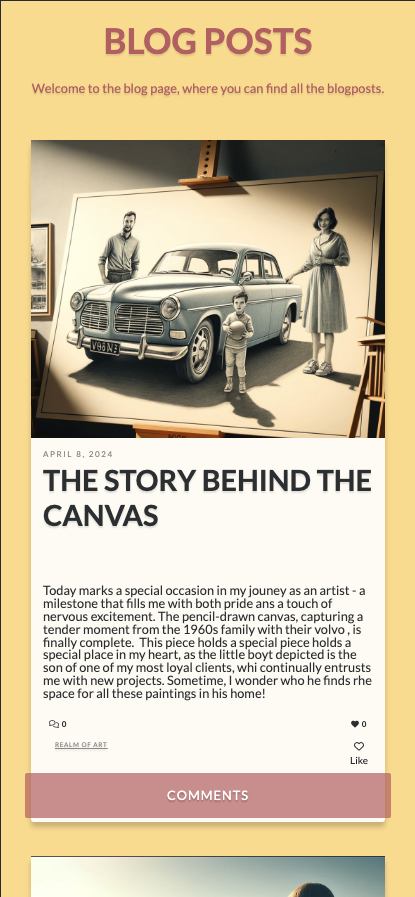 BLOG POSTS
Welcome to the blog page, where you can find all the blogposts.
APRIL 8, 2024
THE STORY BEHIND THE
CANVAS
Today marks a special occasion in my jouney as an artist - a
milestone that fills me with both pride ans a touch of
nervous excitement. The pencil-drawn canvas, capturing a
tender moment from the 1960s family with their volvo , is
finally complete.  This piece holds a special piece holds a
special place in my heart, as the little boyt depicted is the
son of one of my most loyal clients, whi continually entrusts
me with new projects. Sometime, I wonder who he finds rhe
space for all these paintings in his home!
0
0
REALM OF ART
Like
COMMENTS